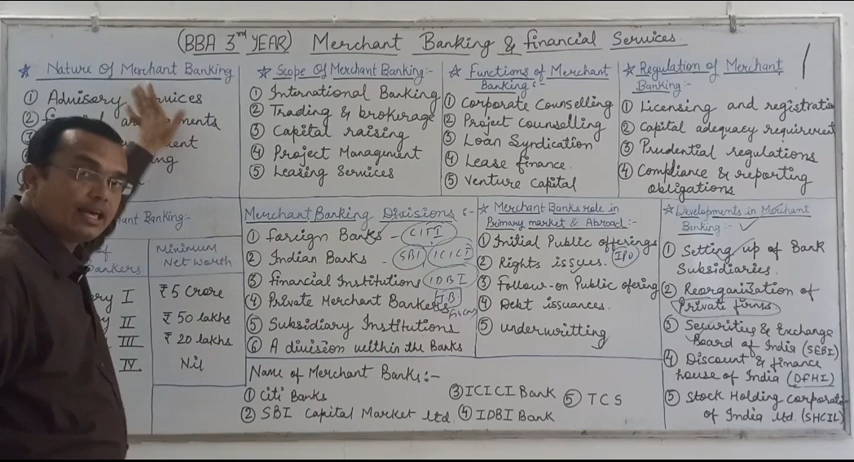 (BBA 3rd YEAR) Merchant Banking & financial Services.
☆ Nature Of Merchant Banking
① Advisory Services
②
③
☆ Scope Of Merchant Banking:-
① International Banking
② Trading & brokerage
③ Capital raising
④ Project Management
⑤ Leasing Services
☆ Functions of Merchant
Banking:-
① Corporate Counselling
② Project counselling
③ Loan Syndication
④ Lease finance.
⑤ Venture Capital
☆ Regulation of Merchant
Banking:-
① Licensing and registration
② Capital adequacy requirement
③ Prudential regulations
④ Compliance & reporting
obligations
Banking:-
Minimum
Net worth
I ₹ 5 Crore
II ₹ 50 lakhs
III ₹ 20 lakhs
IV Nil
Merchant Banking Divisions:-
① Foreign Banks - CITI
② Indian Banks - SBI ICICI
③ Financial Institutions IDBI
④ Private Merchant Bankers
⑤ Subsidiary Institutions
⑥ A division within the Banks
☆ Merchant Banks role in
Primary market & Abroad:-
① Initial Public offerings
② Rights issues. IPO
③ Follow-on Public ofering
④ Debt issuances.
⑤ underwritting
☆ Developments in Merchant
Banking:-
① Setting up of Bank
Subsidiaries.
② Reorganization of
Private firms
③ Securities & Exchange
Board of India (SEBI)
④ Discount & finance
house of India (DFHI)
⑤ Stock Holding corporation
of India Ltd. (SHCIL)
Name of Merchant Banks:-
① Citi Banks
② SBI Capital Market Ltd.
③ ICICI Bank
④ IDBI Bank
⑤ TCS